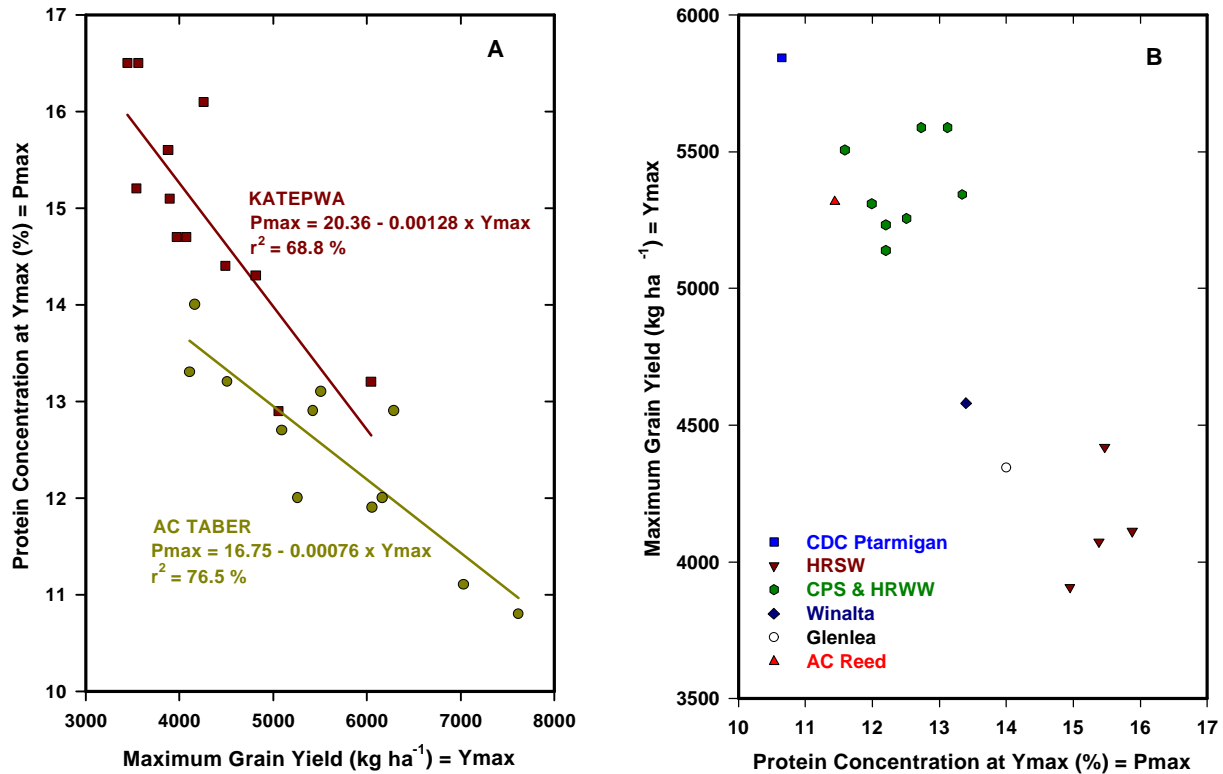 A
Protein Concentration at Ymax (%) = Pmax
17
16
15
14
13
12
11
10
KATEPWA
Pmax = 20.36 - 0.00128 x Ymax
r² = 68.8 %
AC TABER
Pmax = 16.75 - 0.00076 x Ymax
r² = 76.5 %
3000 4000 5000 6000 7000 8000
Maximum Grain Yield (kg ha⁻¹) = Ymax
B
Maximum Grain Yield (kg ha ⁻¹) = Ymax
6000
5500
5000
4500
4000
3500
CDC Ptarmigan
HRSW
CPS & HRWW
Winalta
Glenlea
AC Reed
10 11 12 13 14 15 16 17
Protein Concentration at Ymax (%) = Pmax